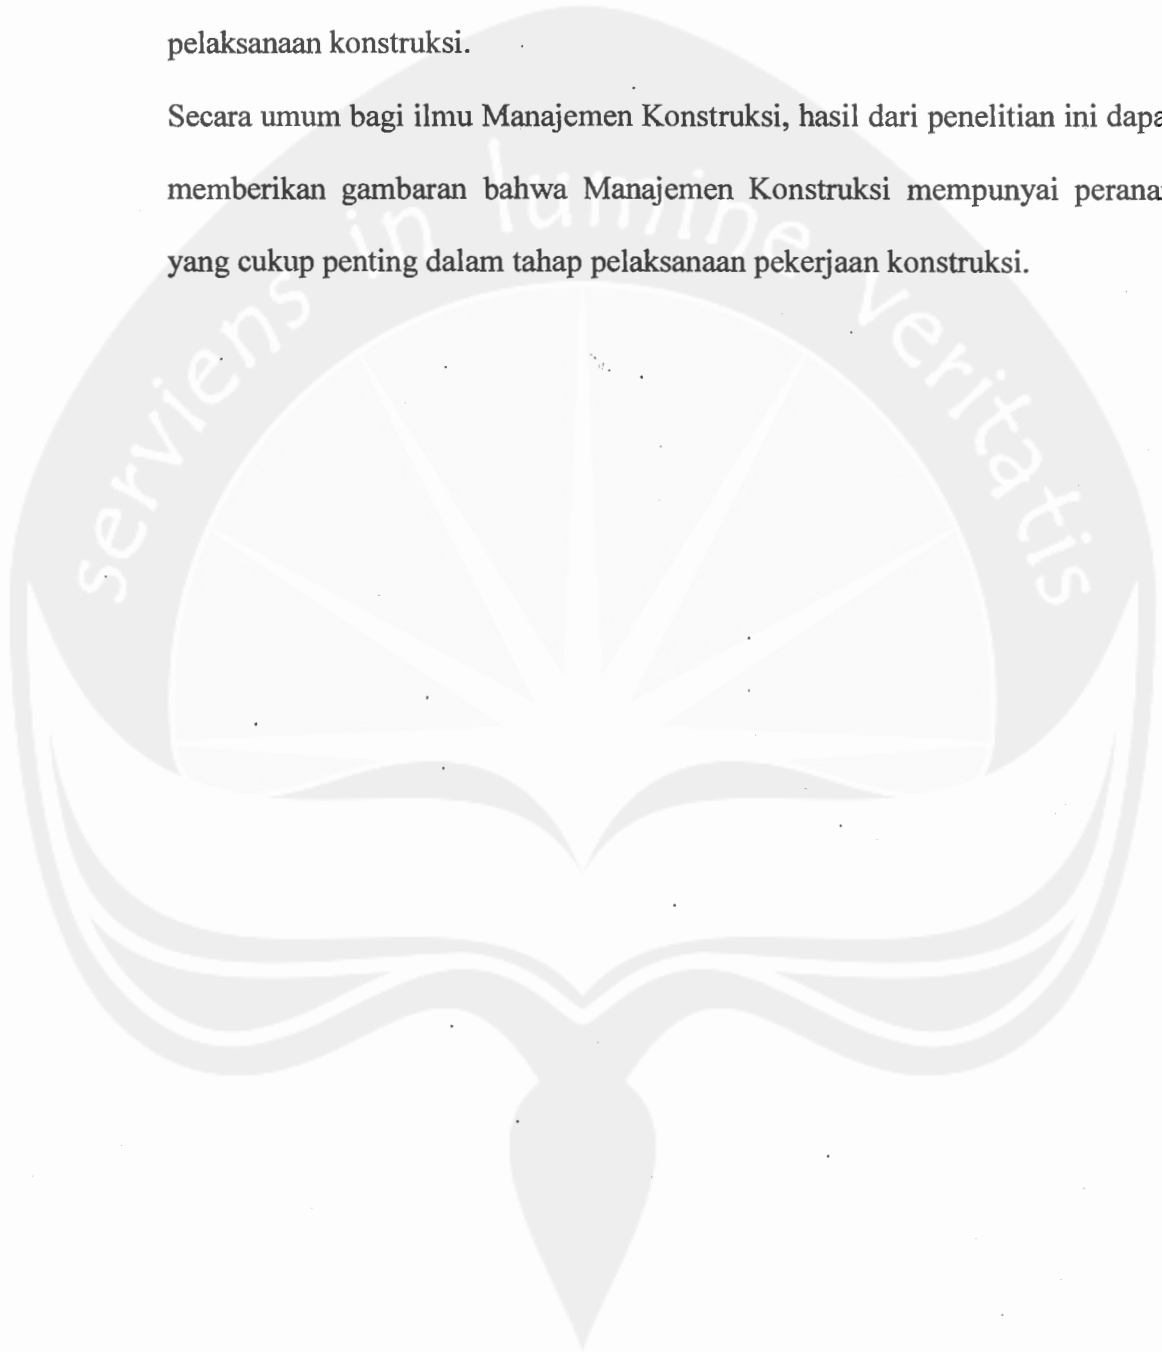 pelaksanaan konstruksi.
Secara umum bagi ilmu Manajemen Konstruksi, hasil dari penelitian ini dapa
memberikan gambaran bahwa Manajemen Konstruksi mempunyai perana
yang cukup penting dalam tahap pelaksanaan pekerjaan konstruksi.
serviens in lumine veritatis